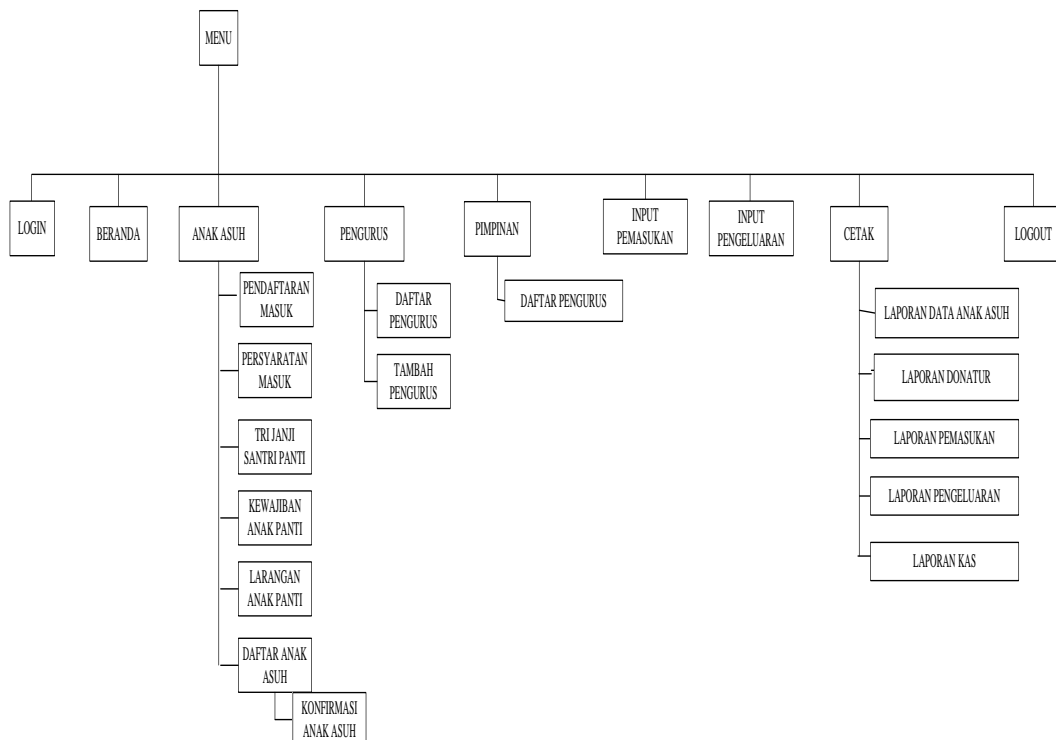 MENU
LOGIN
BERANDA
ANAK ASUH
PENGURUS
PIMPINAN
INPUT
PEMASUKAN
INPUT
PENGELUARAN
CETAK
LOGOUT
PENDAFTARAN
MASUK
PERSYARATAN
MASUK
TRI JANJI
SANTRI PANTI
KEWAJIBAN
ANAK PANTI
LARANGAN
ANAK PANTI
DAFTAR ANAK
ASUH
KONFIRMASI
ANAK ASUH
DAFTAR
PENGURUS
TAMBAH
PENGURUS
DAFTAR PENGURUS
LAPORAN DATA ANAK ASUH
LAPORAN DONATUR
LAPORAN PEMASUKAN
LAPORAN PENGELUARAN
LAPORAN KAS